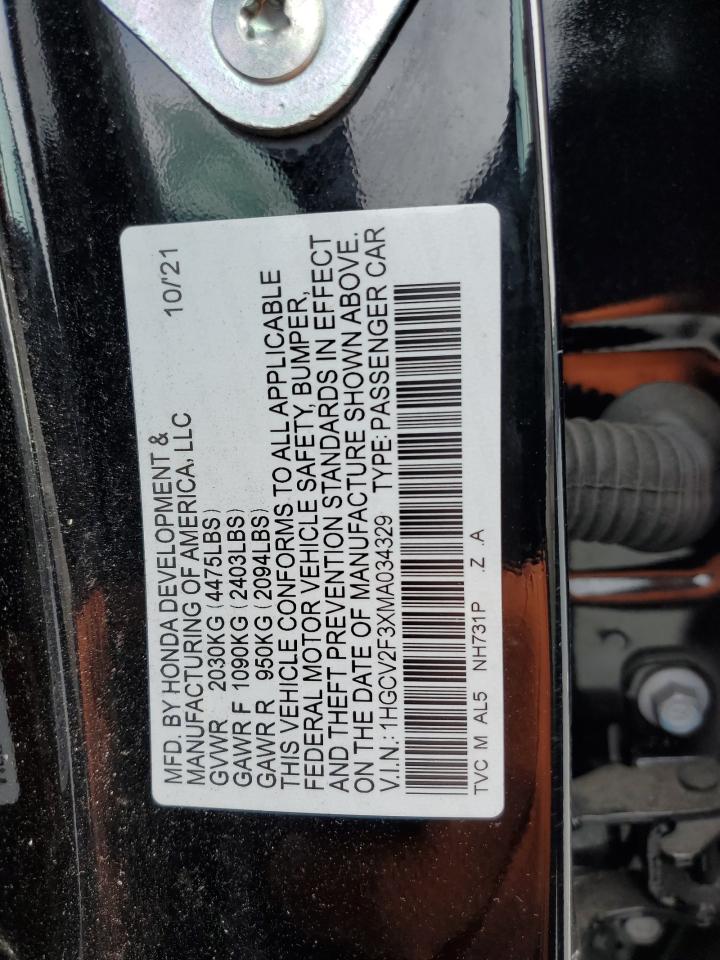 MFD. BY HONDA DEVELOPMENT &
MANUFACTURING OF AMERICA, LLC 10/'21
GVWR 2030KG(4475LBS)
GAWR F 1090KG(2403LBS)
GAWR R 950KG(2094LBS)
THIS VEHICLE CONFORMS TO ALL APPLICABLE
FEDERAL MOTOR VEHICLE SAFETY, BUMPER,
AND THEFT PREVENTION STANDARDS IN EFFECT
ON THE DATE OF MANUFACTURE SHOWN ABOVE.
V.I.N.: 1HGCV2F3XMA034329 TYPE:PASSENGER CAR
TVC M AL5 NH731P .Z .A